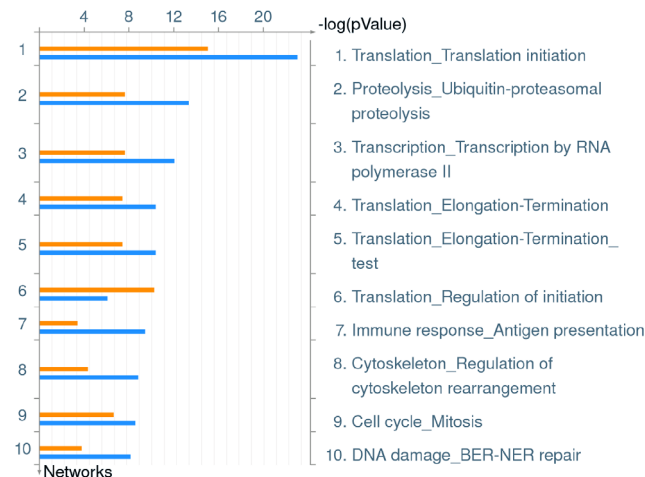 4 8 12 16 20
-log(pValue)
1
1. Translation_Translation initiation
2
2. Proteolysis_Ubiquitin-proteasomal
proteolysis
3
3. Transcription_Transcription by RNA
polymerase II
4
4. Translation_Elongation-Termination
5
5. Translation_Elongation-Termination_
test
6
6. Translation_Regulation of initiation
7
7. Immune response_Antigen presentation
8
8. Cytoskeleton_Regulation of
cytoskeleton rearrangement
9
9. Cell cycle_Mitosis
10
10. DNA damage_BER-NER repair
Networks